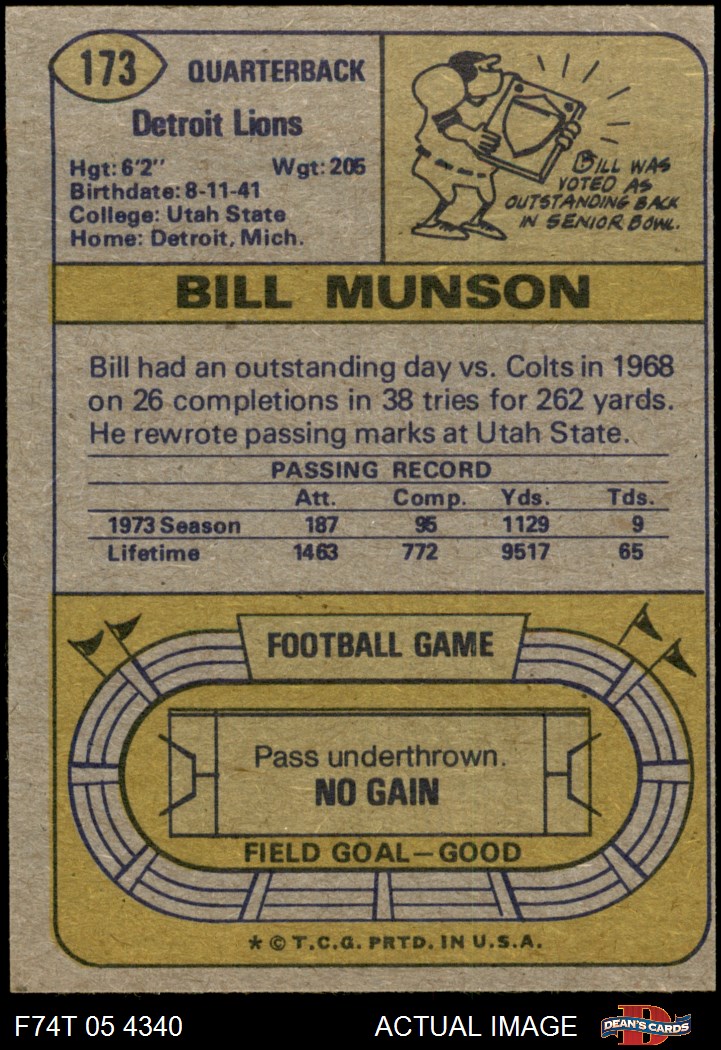 173 QUARTERBACK
Detroit Lions
Hgt: 6'2" Wgt: 205
Birthdate: 8-11-41
College: Utah State
Home: Detroit, Mich.
BILL WAS
VOTED AS
OUTSTANDING BACK
IN SENIOR BOWL.
BILL MUNSON
Bill had an outstanding day vs. Colts in 1968
on 26 completions in 38 tries for 262 yards.
He rewrote passing marks at Utah State.
PASSING RECORD
Att. Comp. Yds. Tds.
1973 Season 187 95 1129 9
Lifetime 1463 772 9517 65
FOOTBALL GAME
Pass underthrown.
NO GAIN
FIELD GOAL—GOOD
* © T.C.G. PRTD. IN U.S.A.
F74T 05 4340 ACTUAL IMAGE DEAN'S CARDS